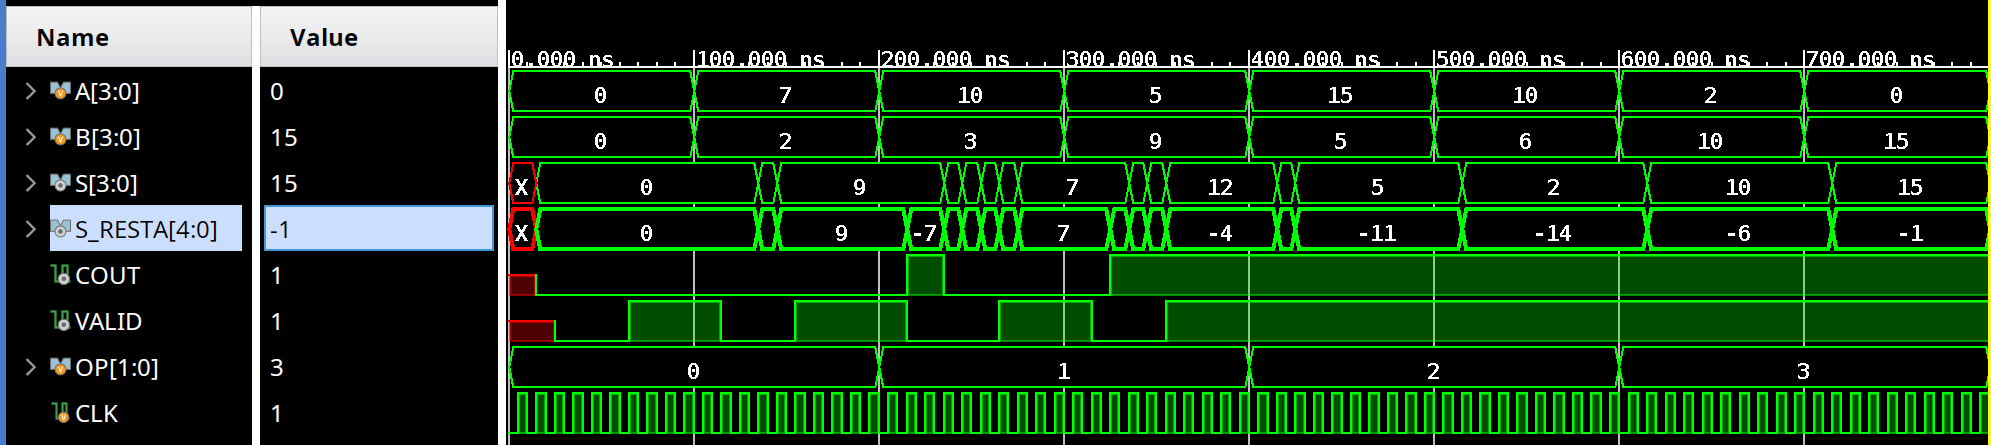 Name Value
0.000 ns 100.000 ns 200.000 ns 300.000 ns 400.000 ns 500.000 ns 600.000 ns 700.000 ns
A[3:0] 0 0 7 10 5 15 10 2 0
B[3:0] 15 0 2 3 9 5 6 10 15
S[3:0] 15 X 0 9 7 12 5 2 10 15
S_RESTA[4:0] -1 X 0 9 -7 7 -4 -11 -14 -6 -1
COUT 1
VALID 1
OP[1:0] 3 0 1 2 3
CLK 1